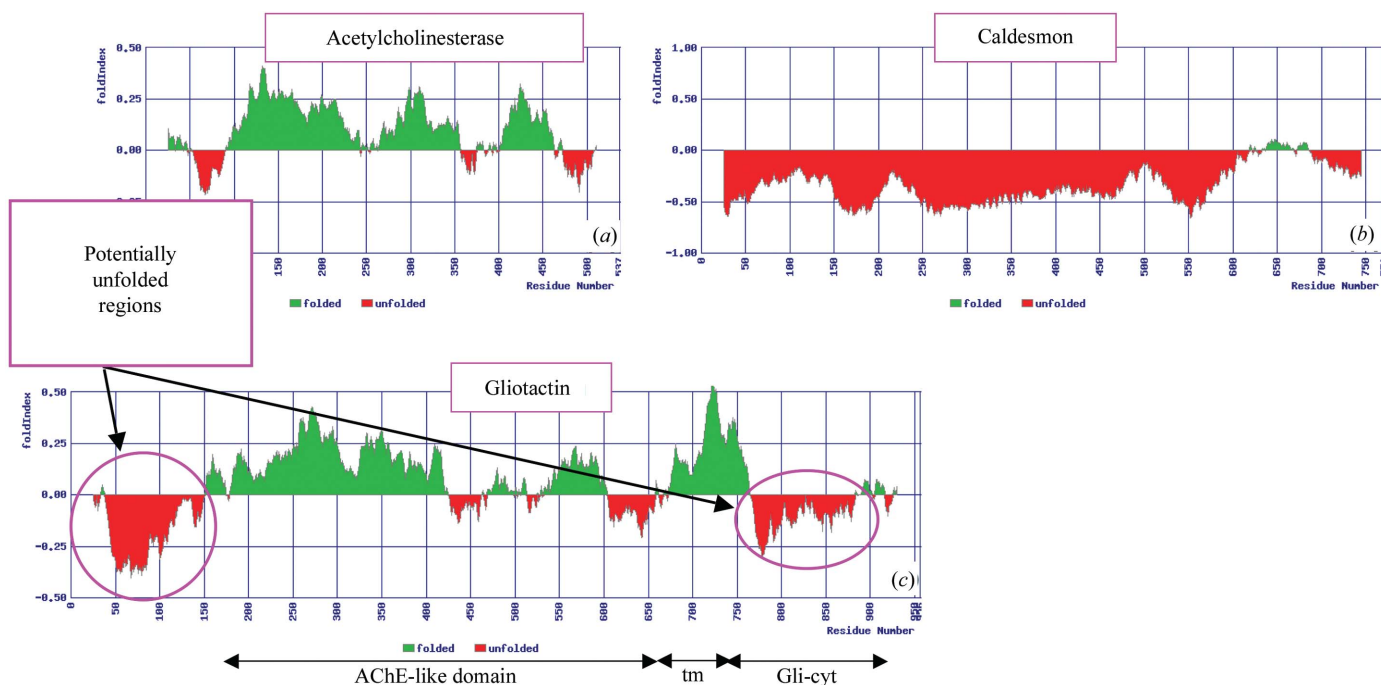 Acetylcholinesterase
0.50
foldIndex
0.25
0.00
(a)
150 200 250 300 350 400 450 500 537
Residue Number
folded unfolded
Caldesmon
1.00
foldIndex
0.50
0.00
-0.50
-1.00
(b)
0 50 100 150 200 250 300 350 400 450 500 550 600 650 700 750
Residue Number
folded unfolded
Potentially
unfolded
regions
Gliotactin
0.50
foldIndex
0.25
0.00
-0.25
-0.50
(c)
0 50 100 150 200 250 300 350 400 450 500 550 600 650 700 750 800 850 900 950
Residue Number
folded unfolded
AChE-like domain tm Gli-cyt